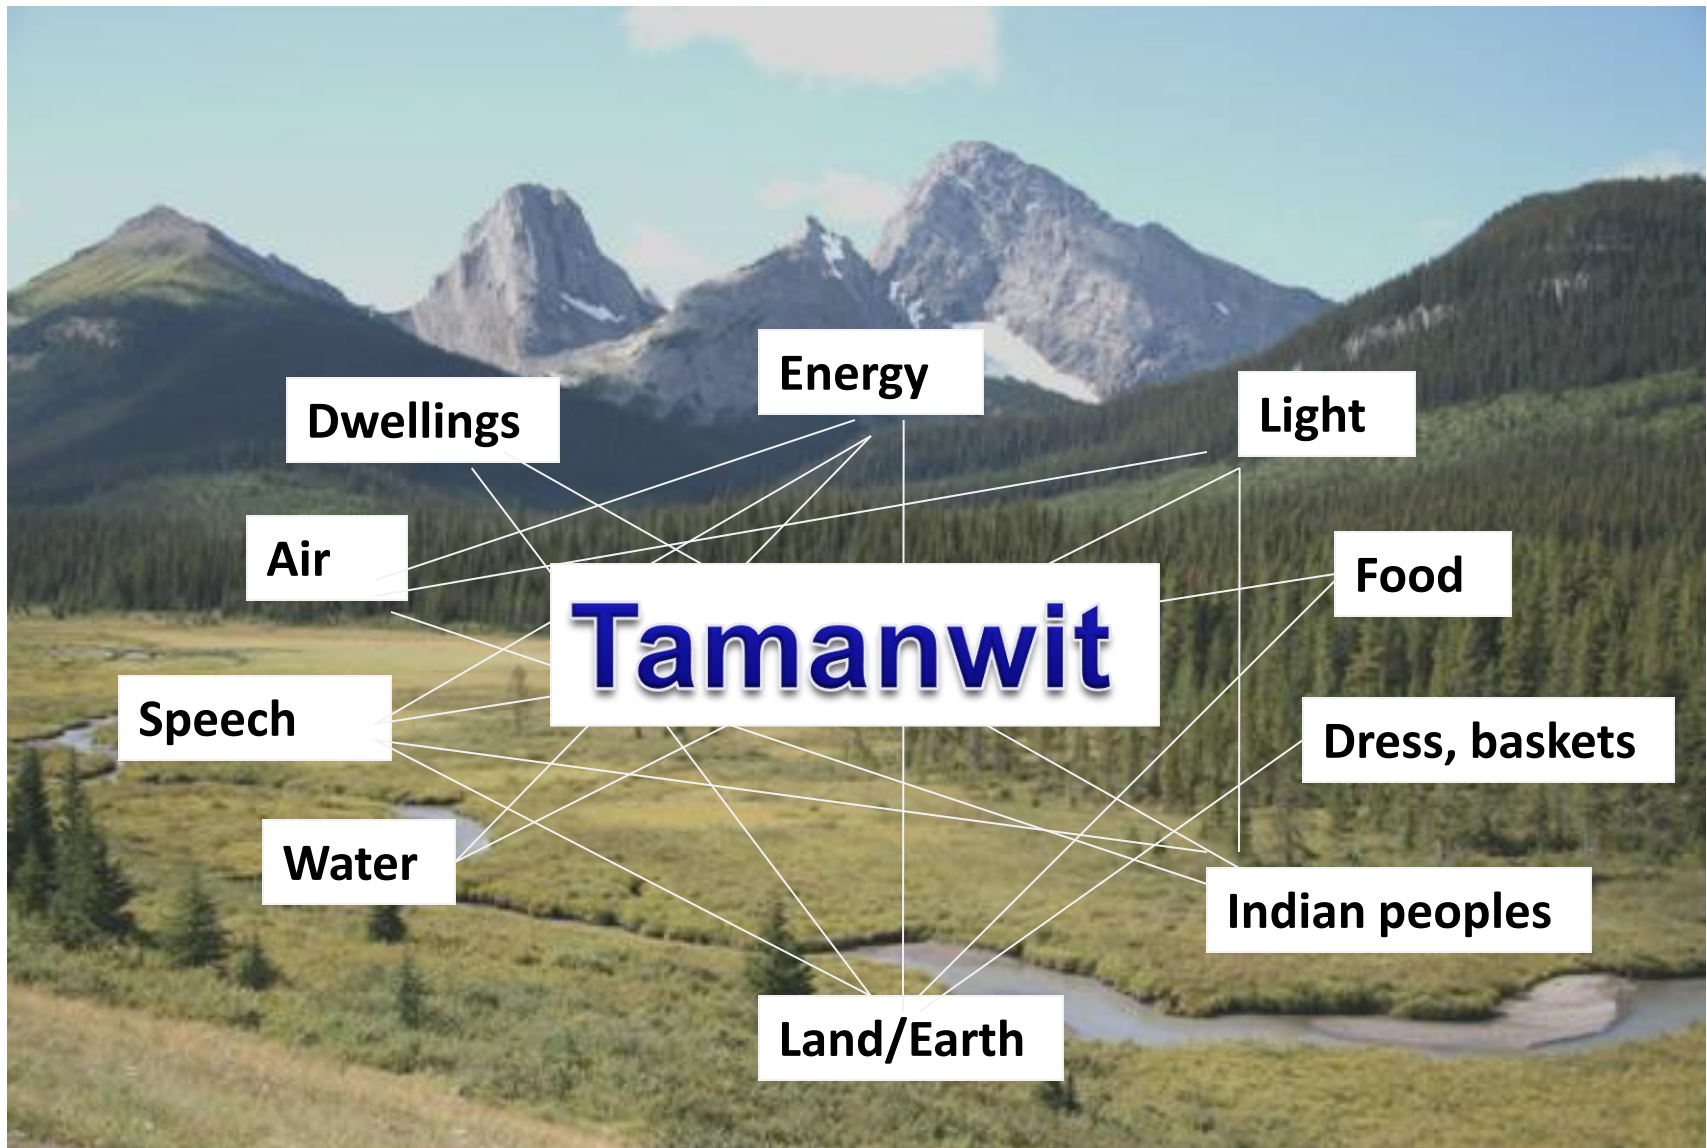 Energy
Light
Dwellings
Air
Food
Tamanwit
Speech
Dress, baskets
Water
Indian peoples
Land/Earth